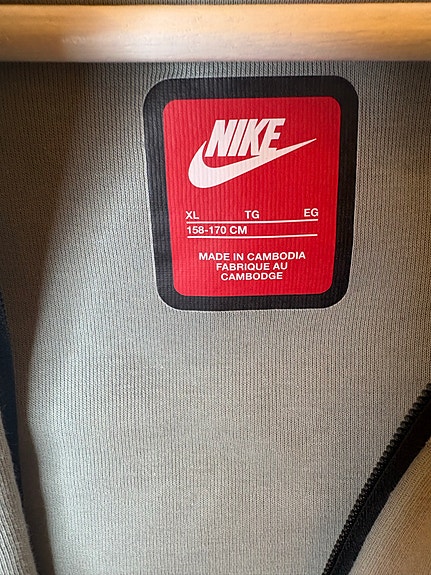 NIKE
XL TG EG
158-170 CM
MADE IN CAMBODIA
FABRIQUE AU
CAMBODGE